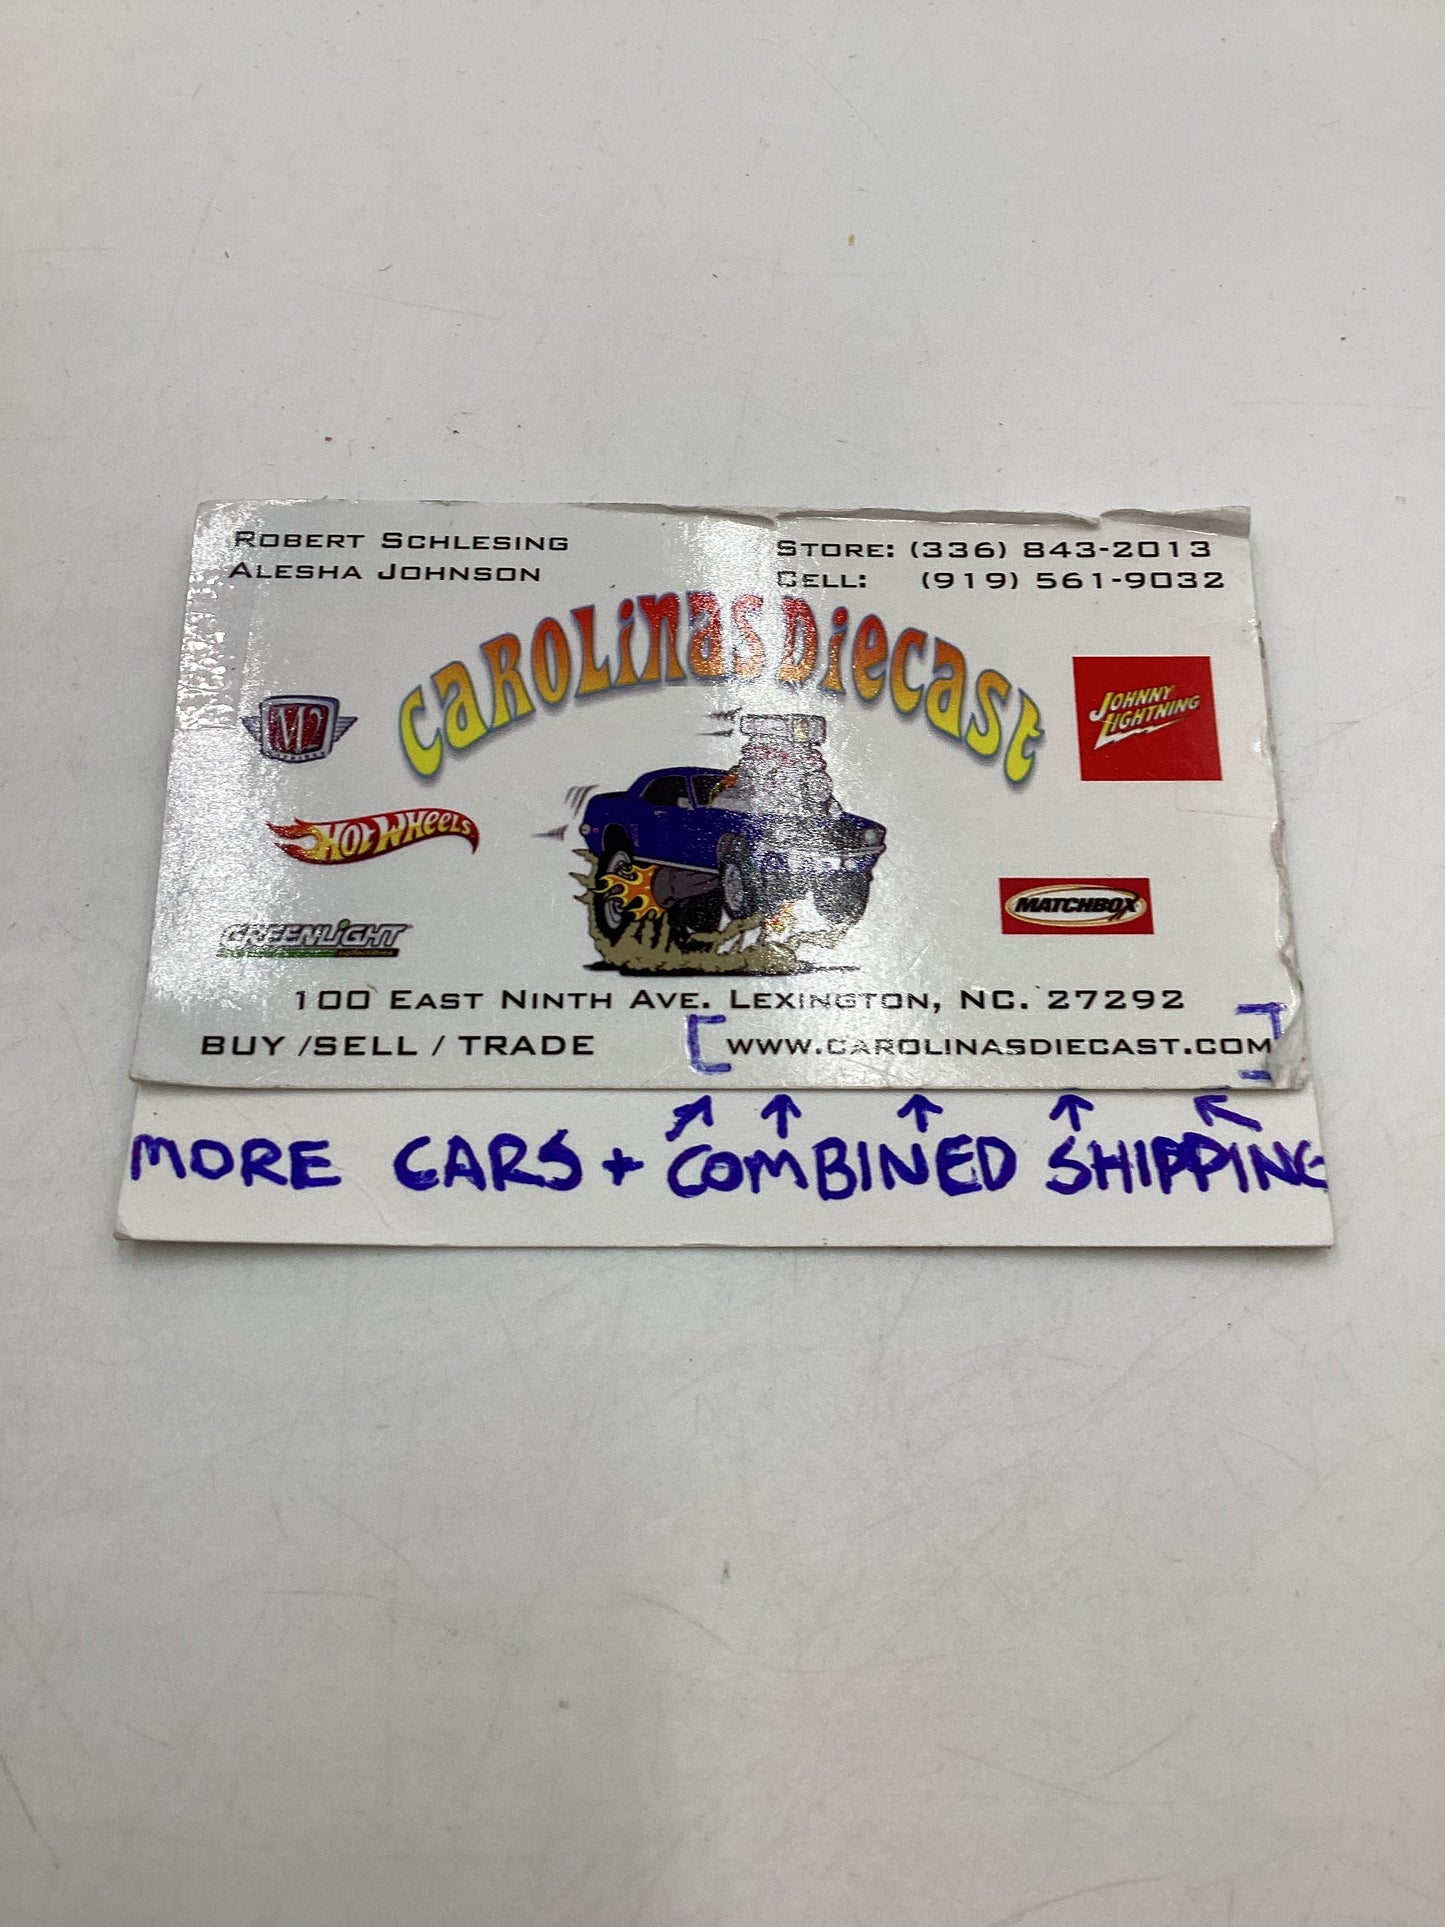 ROBERT SCHLESING
ALESHA JOHNSON
STORE: (336) 843-2013
CELL: (919) 561-9032
CAROLINAS DIECAST
M2
JOHNNY LIGHTNING
HOT WHEELS
MATCHBOX
GREENLIGHT
collectibles
100 EAST NINTH AVE. LEXINGTON, NC. 27292
BUY /SELL / TRADE
WWW.CAROLINASDIECAST.COM
MORE CARS + COMBINED SHIPPING